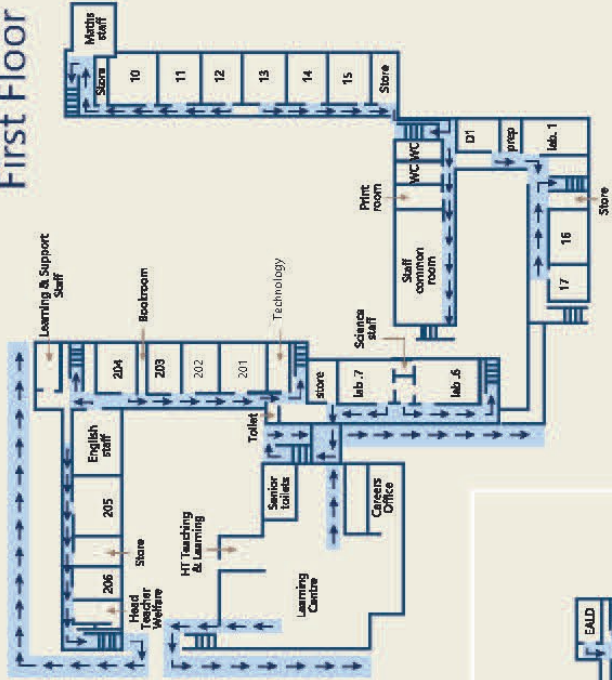 First Floor
Maths
staff
Store
10
11
12
13
14
15
Store
WC
WC
D1
prep
lab. 1
Print
room
Staff
common
room
Store
16
17
Learning & Support
Staff
Bookroom
Technology
204
203
202
201
Science
staff
store
lab .7
lab .6
Toilet
English
staff
205
Store
206
Head
Teacher
Welfare
HT Teaching
& Learning
Senior
toilets
Careers
Office
Learning
Centre
EALD